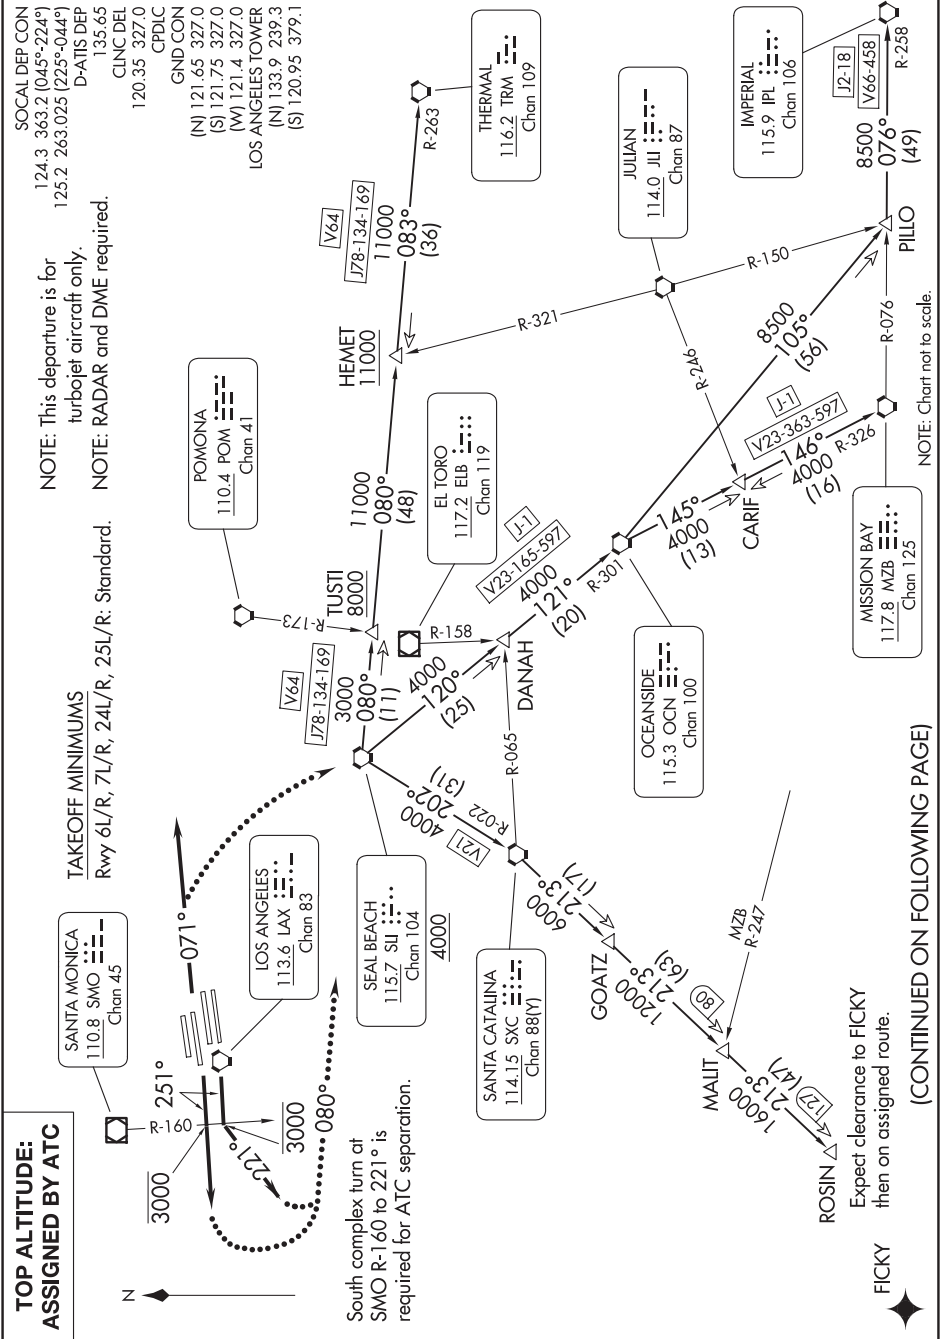 TOP ALTITUDE:
ASSIGNED BY ATC
SOCAL DEP CON
124.3 363.2 (045°-224°)
125.2 263.025 (225°-044°)
D-ATIS DEP
135.65
CLNC DEL
120.35 327.0
CPDLC
GND CON
(N) 121.65 327.0
(S) 121.75 327.0
(W) 121.4 327.0
LOS ANGELES TOWER
(N) 133.9 239.3
(S) 120.95 379.1
NOTE: This departure is for
turbojet aircraft only.
NOTE: RADAR and DME required.
TAKEOFF MINIMUMS
Rwy 6L/R, 7L/R, 24L/R, 25L/R: Standard.
N
SANTA MONICA
110.8 SMO
Chan 45
R-160
3000
251°
071°
221°
3000
080°
LOS ANGELES
113.6 LAX
Chan 83
South complex turn at
SMO R-160 to 221° is
required for ATC separation.
SEAL BEACH
115.7 SLI
Chan 104
4000
POMONA
110.4 POM
Chan 41
R-173
V64
J78-134-169
3000
080°
(11)
TUSTI
8000
11000
080°
(48)
HEMET
11000
V64
J78-134-169
11000
083°
(36)
R-263
THERMAL
116.2 TRM
Chan 109
EL TORO
117.2 ELB
Chan 119
R-158
4000
120°
(25)
DANAH
R-065
V23-165-597
J-1
4000
121°
(20)
R-301
OCEANSIDE
115.3 OCN
Chan 100
145°
4000
(13)
CARIF
J-1
V23-363-597
146°
4000
(16)
R-326
MISSION BAY
117.8 MZB
Chan 125
R-076
8500
105°
(56)
PILLO
JULIAN
114.0 JLI
Chan 87
R-321
R-246
R-150
8500
076°
(49)
J2-18
V66-458
R-258
IMPERIAL
115.9 IPL
Chan 106
4000
202°
(31)
V21
R-022
SANTA CATALINA
114.15 SXC
Chan 88(Y)
6000
213°
(17)
GOATZ
12000
213°
(63)
80
MZB
R-247
MALIT
16000
213°
(47)
127
ROSIN
Expect clearance to FICKY
then on assigned route.
FICKY
NOTE: Chart not to scale.
(CONTINUED ON FOLLOWING PAGE)